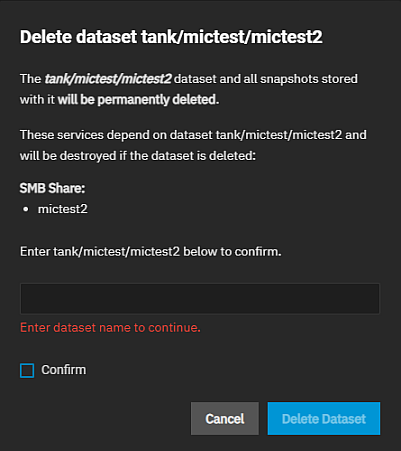 Delete dataset tank/mictest/mictest2
The tank/mictest/mictest2 dataset and all snapshots stored
with it will be permanently deleted.
These services depend on dataset tank/mictest/mictest2 and
will be destroyed if the dataset is deleted:
SMB Share:
• mictest2
Enter tank/mictest/mictest2 below to confirm.
Enter dataset name to continue.
Confirm
Cancel
Delete Dataset